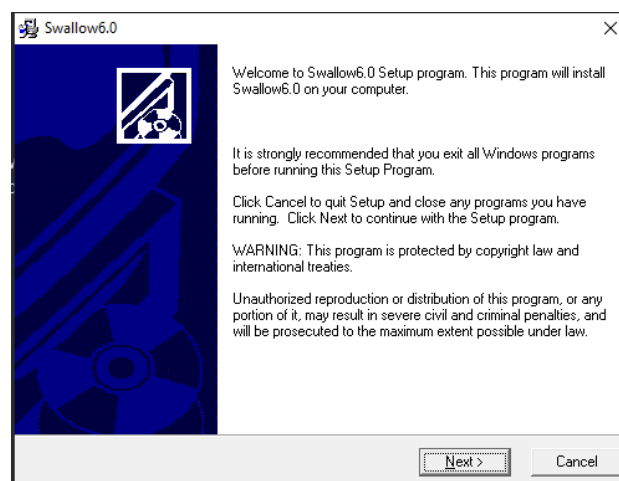 Swallow6.0
Welcome to Swallow6.0 Setup program. This program will install
Swallow6.0 on your computer.
It is strongly recommended that you exit all Windows programs
before running this Setup Program.
Click Cancel to quit Setup and close any programs you have
running. Click Next to continue with the Setup program.
WARNING: This program is protected by copyright law and
international treaties.
Unauthorized reproduction or distribution of this program, or any
portion of it, may result in severe civil and criminal penalties, and
will be prosecuted to the maximum extent possible under law.
Next >
Cancel